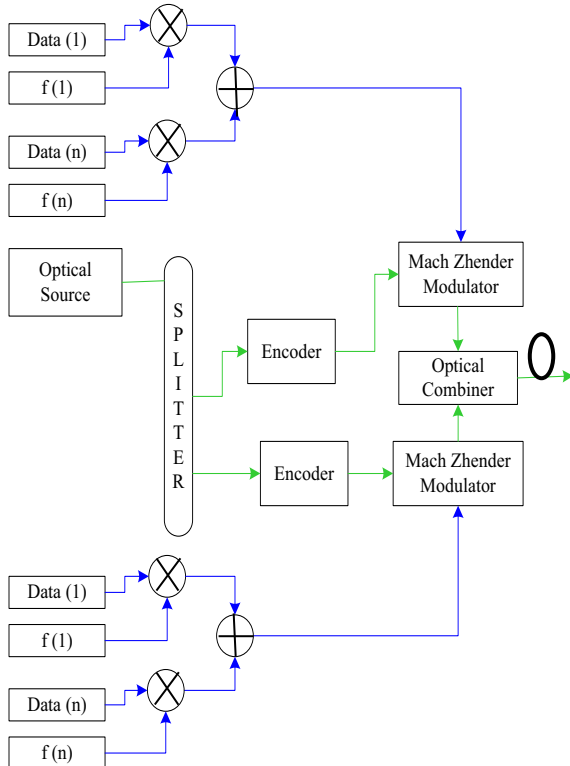 Data (1)
f (1)
Data (n)
f (n)
Optical
Source
SPLITTER
Encoder
Mach Zhender
Modulator
Optical
Combiner
Encoder
Mach Zhender
Modulator
Data (1)
f (1)
Data (n)
f (n)